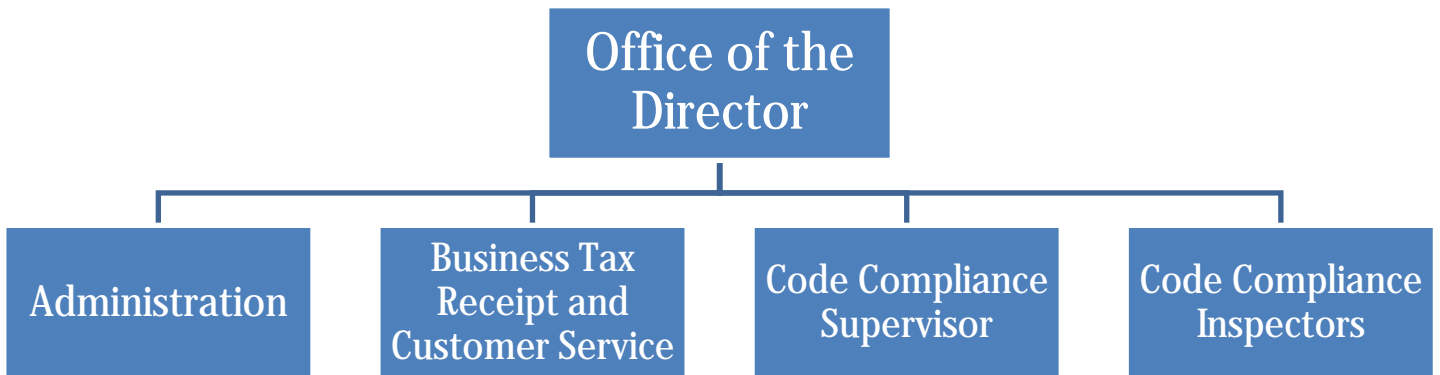 Office of the
Director
Administration
Business Tax
Receipt and
Customer Service
Code Compliance
Supervisor
Code Compliance
Inspectors